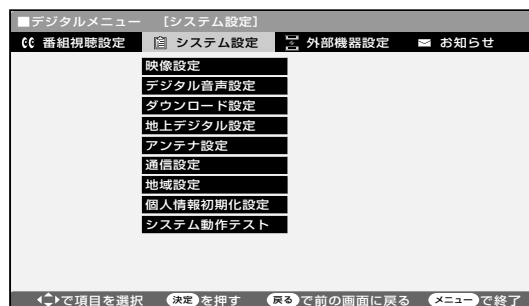 ■デジタルメニュー [システム設定]
番組視聴設定 システム設定 外部機器設定 お知らせ
映像設定
デジタル音声設定
ダウンロード設定
地上デジタル設定
アンテナ設定
通信設定
地域設定
個人情報初期化設定
システム動作テスト
で項目を選択 決定を押す 戻るで前の画面に戻る メニューで終了